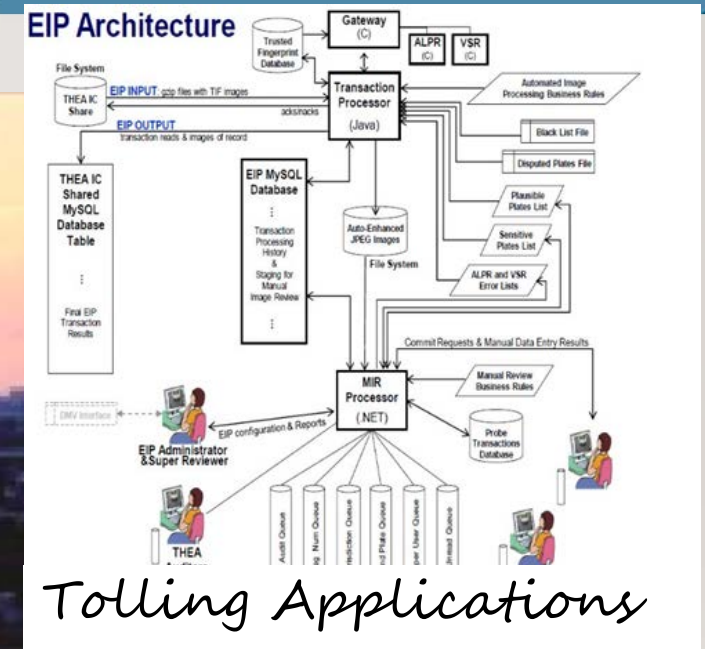 EIP Architecture
Gateway
(C)
ALPR
(C)
VSR
(C)
Trusted
Fingerprint
Database
File System
THEA IC
Share
EIP INPUT: gzip files with TIF images
acks/nacks
EIP OUTPUT
transaction reads & images of record
Transaction
Processor
(Java)
Automated Image
Processing Business Rules
Black List File
Disputed Plates File
Plausible
Plates List
Sensitive
Plates List
ALPR and VSR
Error Lists
THEA IC
Shared
MySQL
Database
Table
Final EIP
Transaction
Results
EIP MySQL
Database
Transaction
Processing
History
&
Staging for
Manual
Image Review
Auto-Enhanced
JPEG Images
File System
Commit Requests & Manual Data Entry Results
MIR
Processor
(.NET)
Manual Review
Business Rules
Probe
Transactions
Database
DMV Interface
EIP configuration & Reports
EIP Administrator
&Super Reviewer
THEA
Audit Queue
Num Queue
Queue
Plate Queue
User Queue
Queue
Tolling Applications